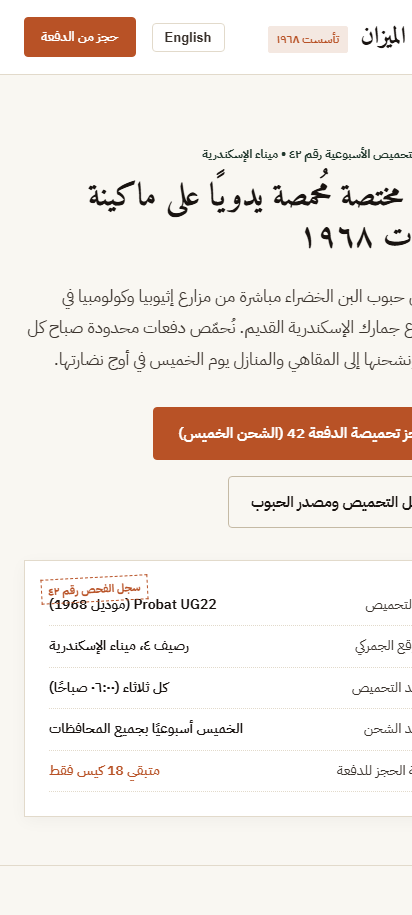 الميزان
تأسست ١٩٦٨
English
حجز من الدفعة
التحميص الأسبوعية رقم ٤٢ • ميناء الإسكندرية
مختصة مُحمصة يدويًا على ماكينة
١٩٦٨
حبوب البن الخضراء مباشرة من مزارع إثيوبيا وكولومبيا في
جمارك الإسكندرية القديم. نُحمّص دفعات محدودة صباح كل
ونشحنها إلى المقاهي والمنازل يوم الخميس في أوج نضارتها.
تحميصة الدفعة 42 (الشحن الخميس)
التحميص ومصدر الحبوب
سجل الفحص رقم ٤٢
التحميص Probat UG22 (موديل 1968)
الجمركي رصيف ٤، ميناء الإسكندرية
التحميص كل ثلاثاء (٠٦:٠٠ صباحًا)
الشحن الخميس أسبوعيًا بجميع المحافظات
الحجز للدفعة متبقي 18 كيس فقط